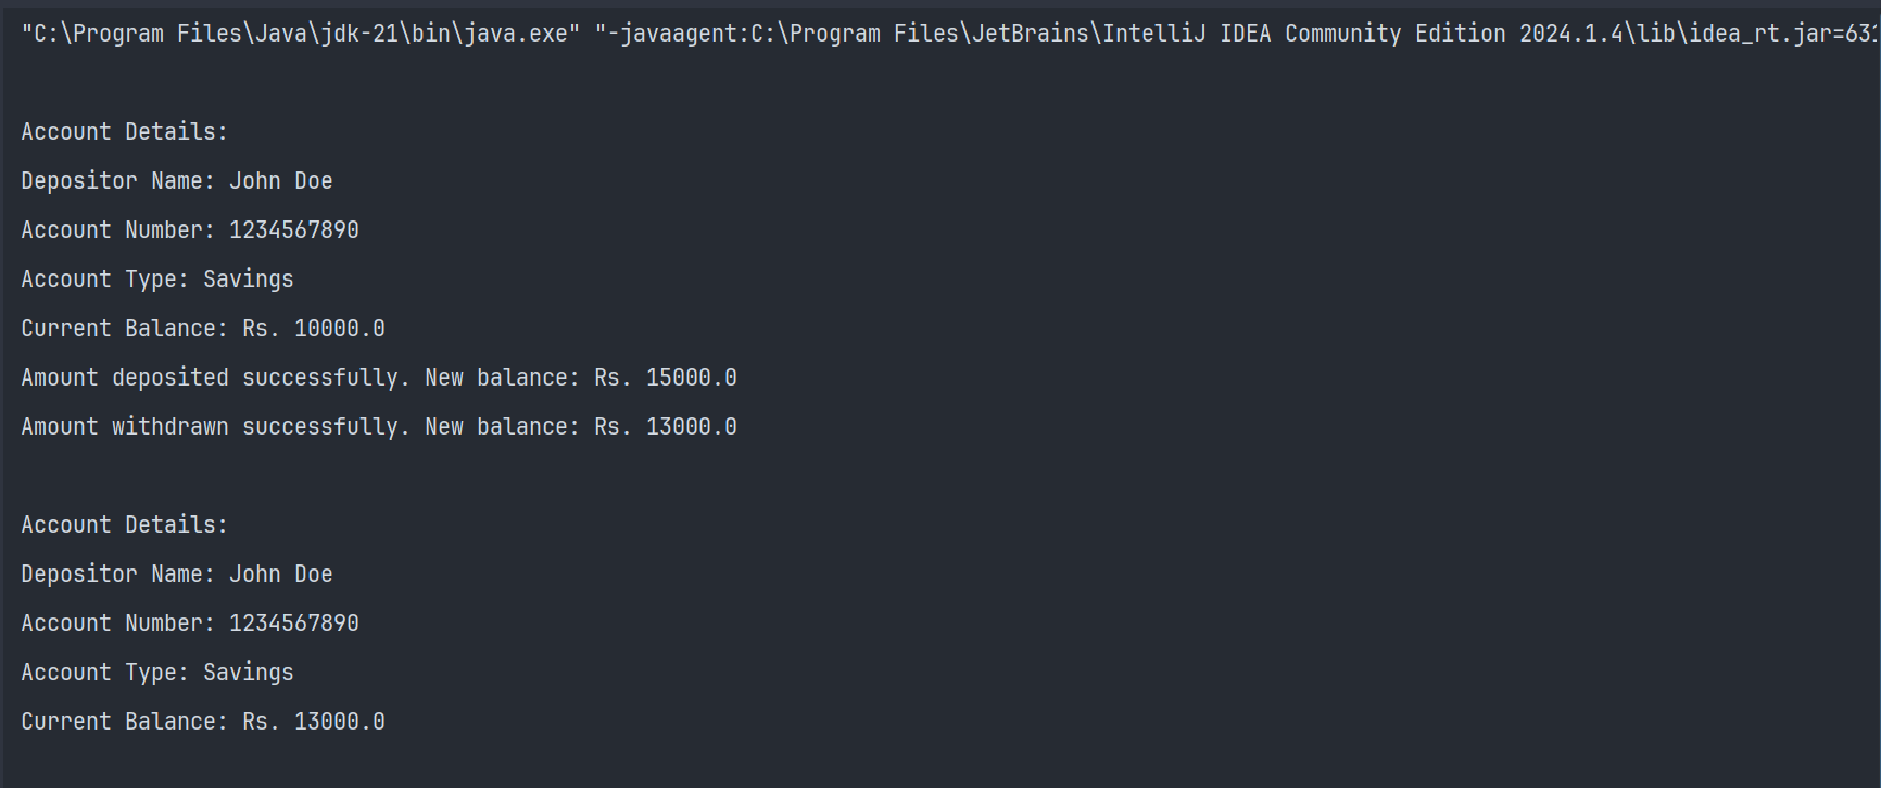 "C:\Program Files\Java\jdk-21\bin\java.exe" "-javaagent:C:\Program Files\JetBrains\IntelliJ IDEA Community Edition 2024.1.4\lib\idea_rt.jar=631
Account Details:
Depositor Name: John Doe
Account Number: 1234567890
Account Type: Savings
Current Balance: Rs. 10000.0
Amount deposited successfully. New balance: Rs. 15000.0
Amount withdrawn successfully. New balance: Rs. 13000.0
Account Details:
Depositor Name: John Doe
Account Number: 1234567890
Account Type: Savings
Current Balance: Rs. 13000.0